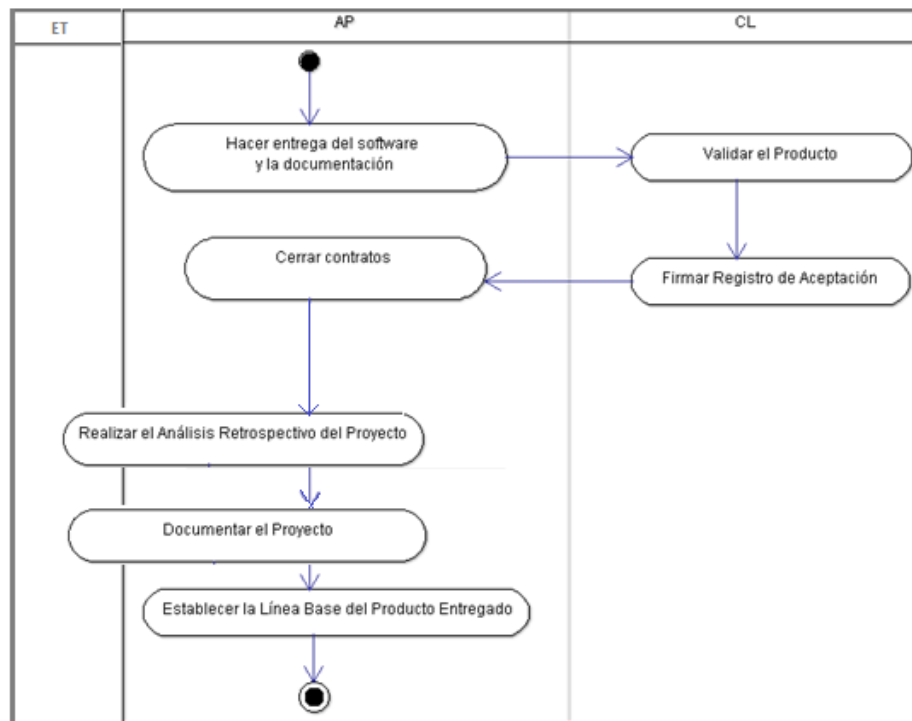 ET
AP
CL
Hacer entrega del software
y la documentación
Validar el Producto
Cerrar contratos
Firmar Registro de Aceptación
Realizar el Análisis Retrospectivo del Proyecto
Documentar el Proyecto
Establecer la Línea Base del Producto Entregado